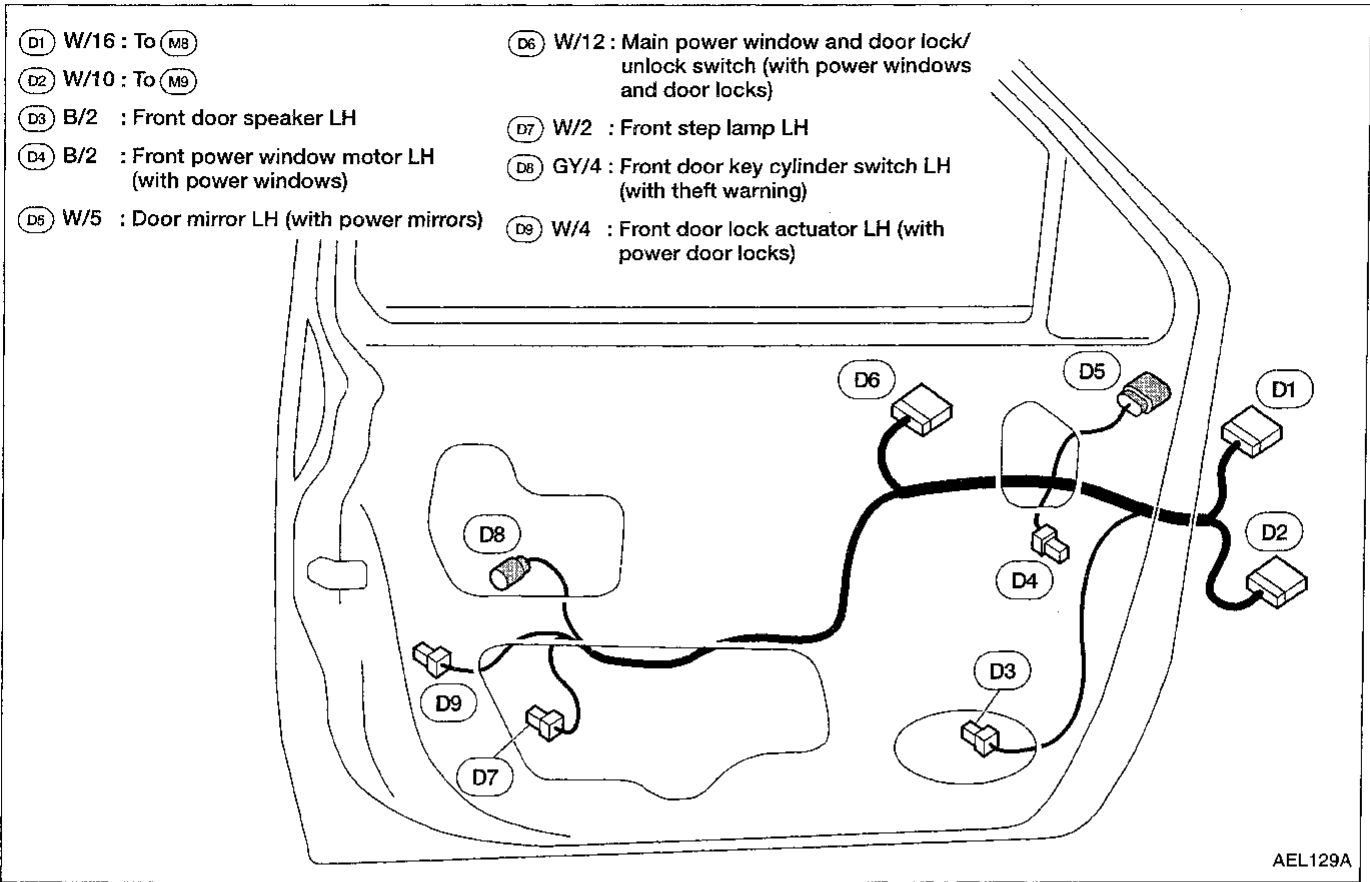 D1 W/16 : To M8
D2 W/10 : To M9
D3 B/2 : Front door speaker LH
D4 B/2 : Front power window motor LH
(with power windows)
D5 W/5 : Door mirror LH (with power mirrors)
D6 W/12 : Main power window and door lock/
unlock switch (with power windows
and door locks)
D7 W/2 : Front step lamp LH
D8 GY/4 : Front door key cylinder switch LH
(with theft warning)
D9 W/4 : Front door lock actuator LH (with
power door locks)
D6
D5
D1
D8
D4
D2
D9
D3
D7
AEL129A